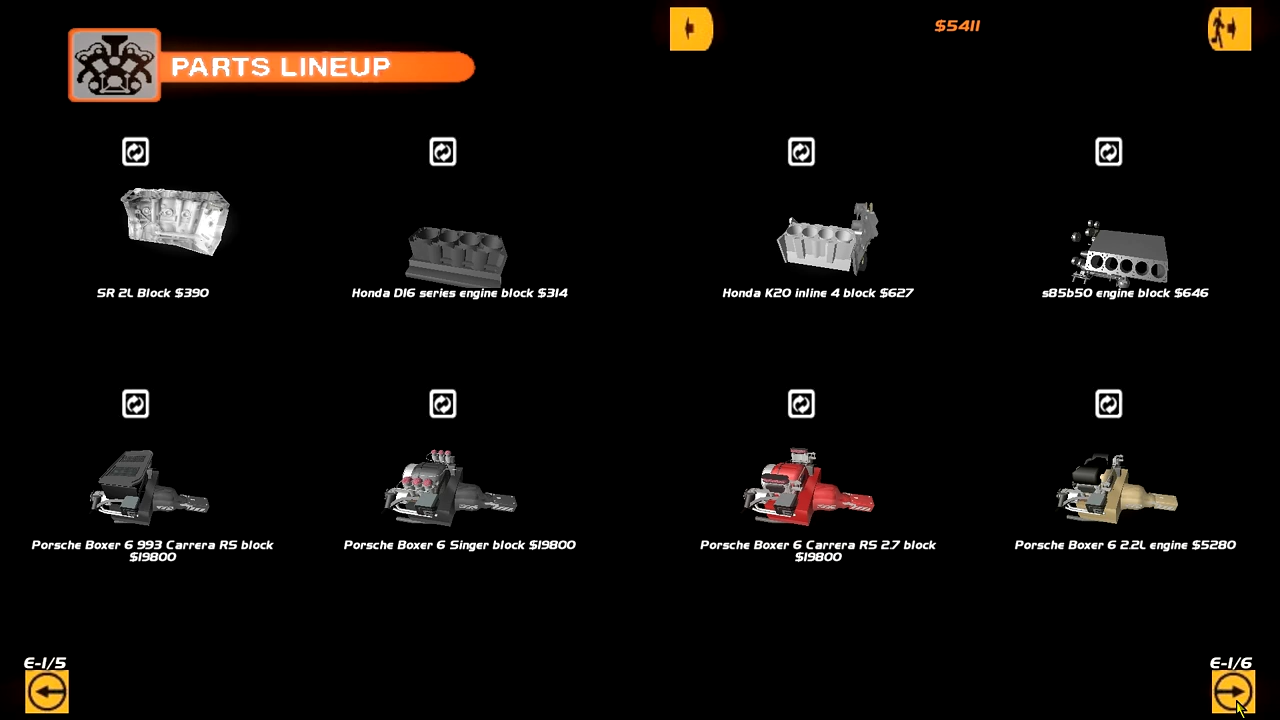 $5411
PARTS LINEUP
SR 2L Block $390
Honda D16 series engine block $314
Honda K20 inline 4 block $627
s85b50 engine block $646
Porsche Boxer 6 993 Carrera RS block
$19800
Porsche Boxer 6 Singer block $19800
Porsche Boxer 6 Carrera RS 2.7 block
$19800
Porsche Boxer 6 2.2L engine $5280
E-1/5
E-1/6